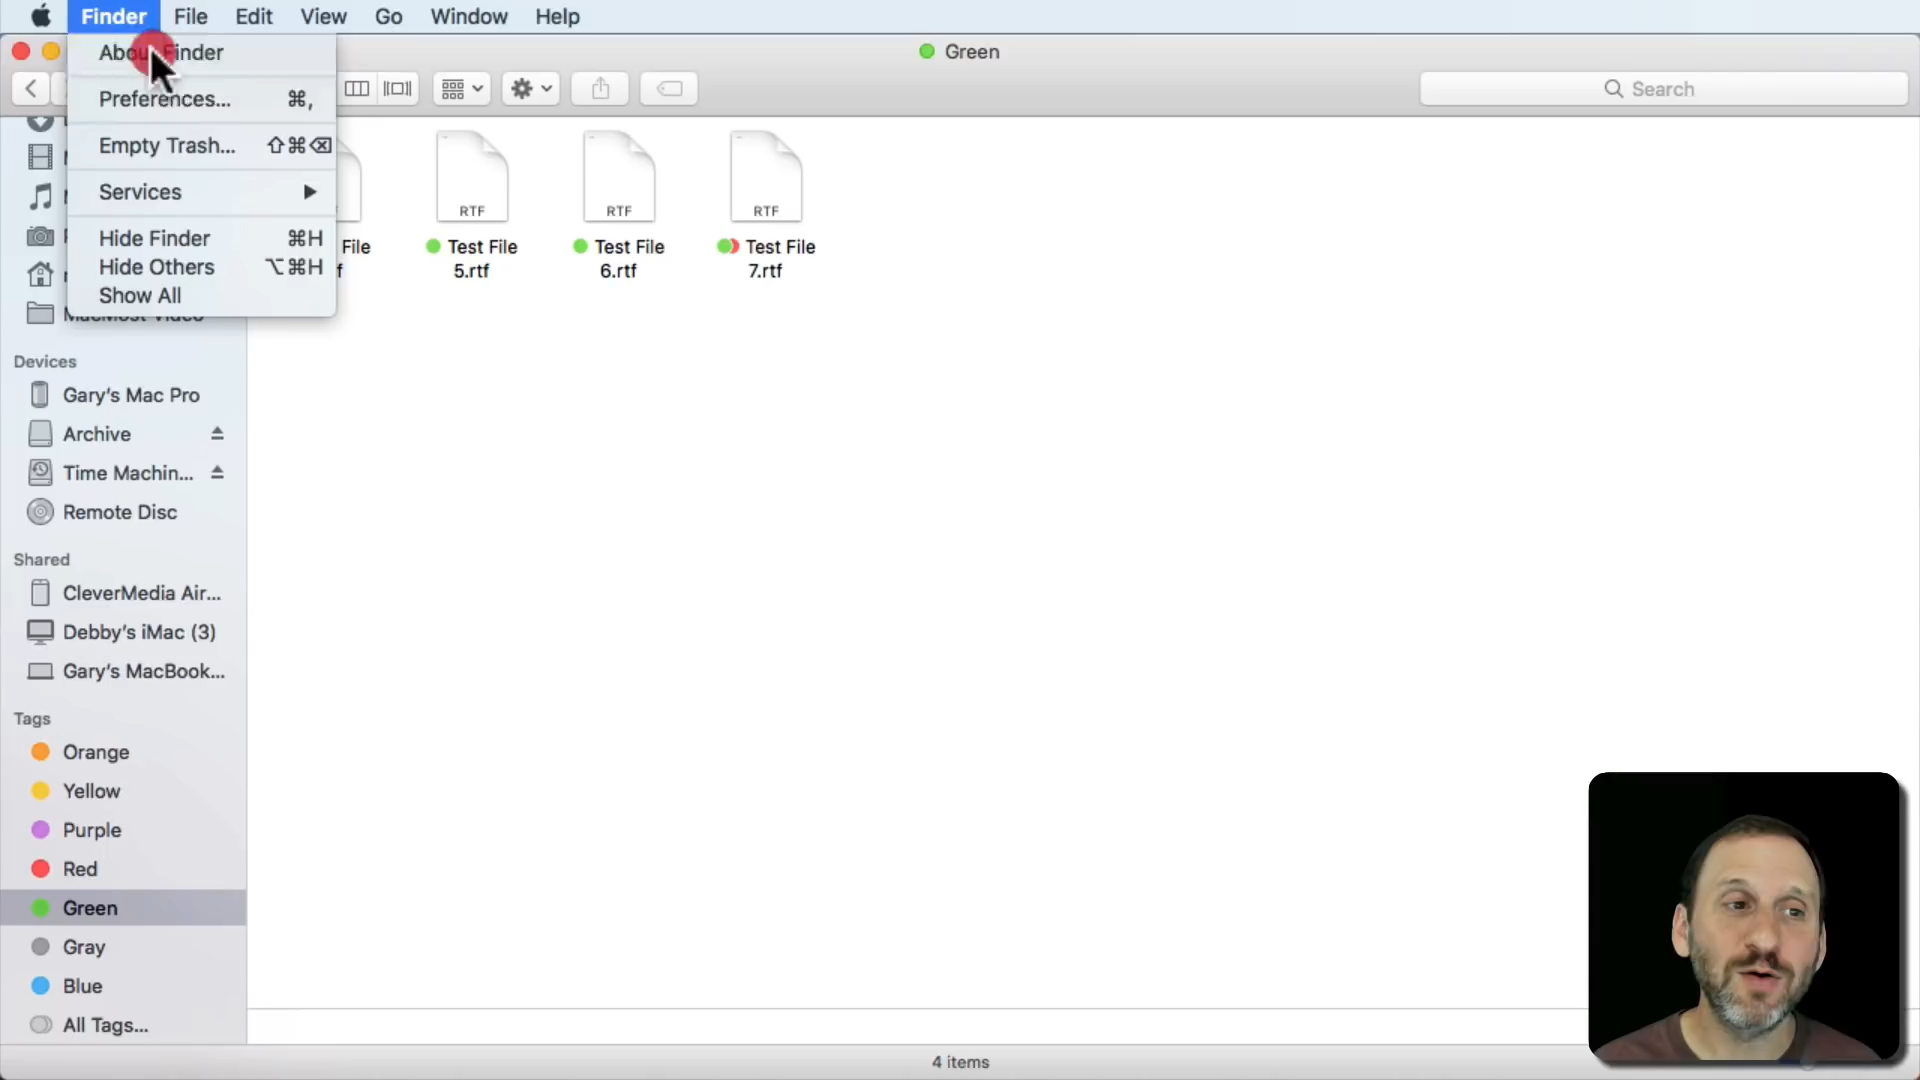 Finder File Edit View Go Window Help
Green
Search
About Finder
Preferences... ⌘,
Empty Trash... ⇧⌘⌫
Services ▶
Hide Finder ⌘H
Hide Others ⌥⌘H
Show All
File
RTF
Test File
5.rtf
RTF
Test File
6.rtf
RTF
Test File
7.rtf
MacMost Video
Devices
Gary's Mac Pro
Archive
Time Machin...
Remote Disc
Shared
CleverMedia Air...
Debby's iMac (3)
Gary's MacBook...
Tags
Orange
Yellow
Purple
Red
Green
Gray
Blue
All Tags...
4 items